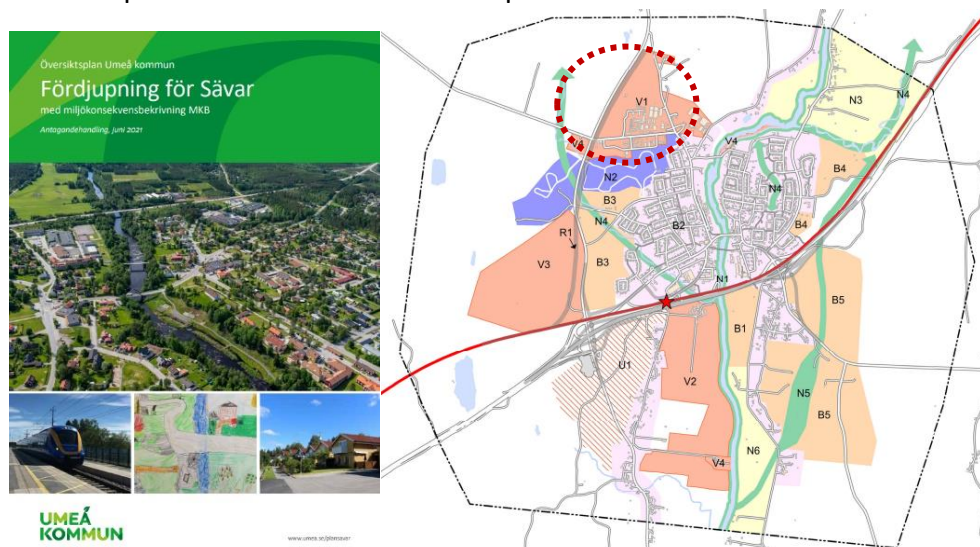 Översiktsplan Umeå kommun
Fördjupning för Sävar
med miljökonsekvensbeskrivning MKB
Antagandehandling, juni 2021
UMEÅ
KOMMUN
www.umea.se/plansavar
V1
N3
N4
V4
N2
B3
N4
B4
N4
B2
B4
R1
V3
B3
N1
B1
B5
U1
V2
N5
B5
V4
N6